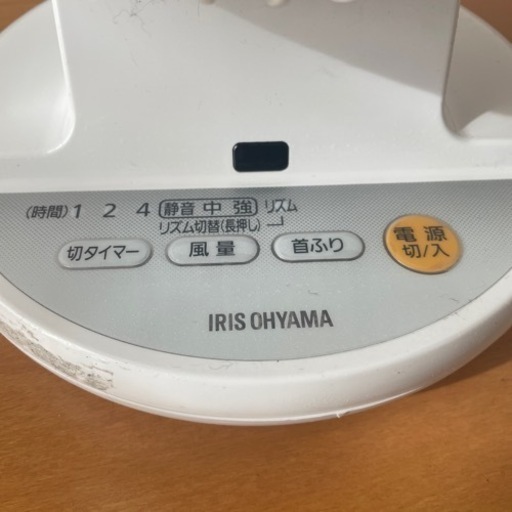 (時間) 1 2 4 静音 中 強 リズム
リズム切替(長押し)
切タイマー 風量 首ふり 電源
切/入
IRIS OHYAMA